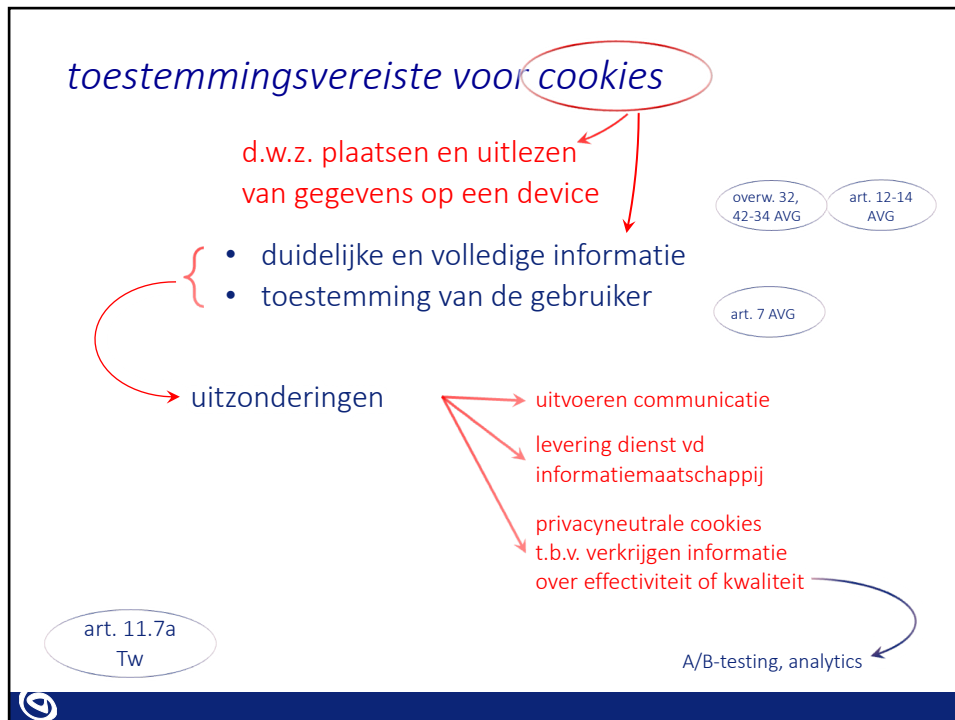 toestemmingsvereiste voor cookies
d.w.z. plaatsen en uitlezen
van gegevens op een device
overw. 32,
42-34 AVG
art. 12-14
AVG
• duidelijke en volledige informatie
• toestemming van de gebruiker
art. 7 AVG
uitzonderingen
uitvoeren communicatie
levering dienst vd
informatiemaatschappij
privacyneutrale cookies
t.b.v. verkrijgen informatie
over effectiviteit of kwaliteit
art. 11.7a
Tw
A/B-testing, analytics